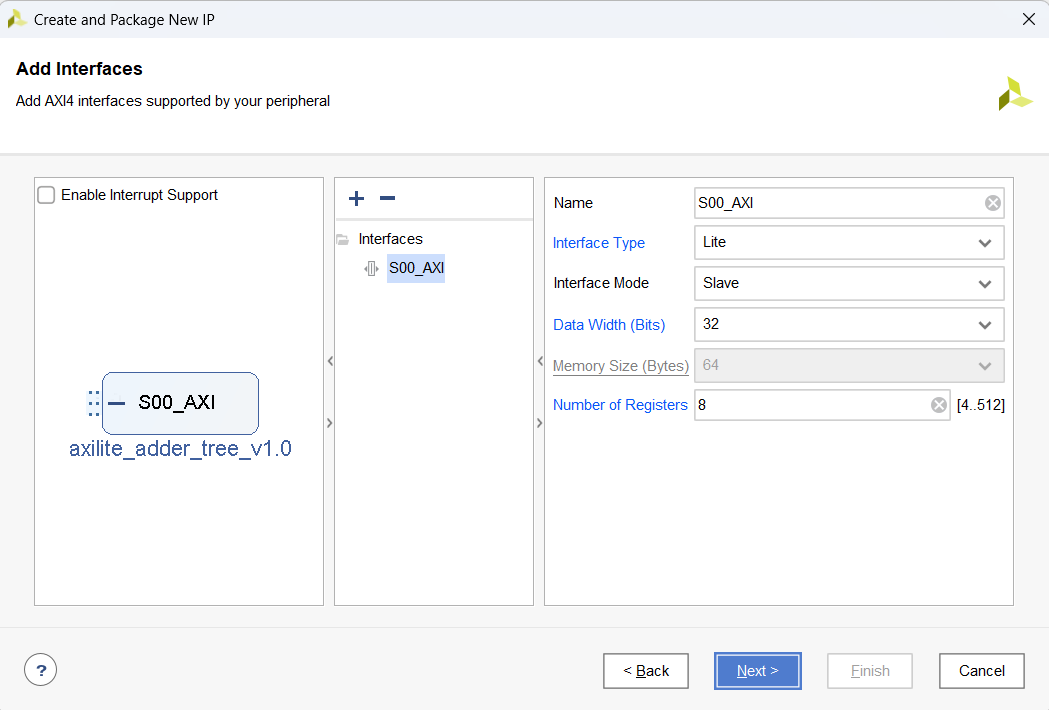 Create and Package New IP
Add Interfaces
Add AXI4 interfaces supported by your peripheral
Enable Interrupt Support
S00_AXI
axilite_adder_tree_v1.0
Interfaces
S00_AXI
Name S00_AXI
Interface Type Lite
Interface Mode Slave
Data Width (Bits) 32
Memory Size (Bytes) 64
Number of Registers 8 [4..512]
?
< Back
Next >
Finish
Cancel